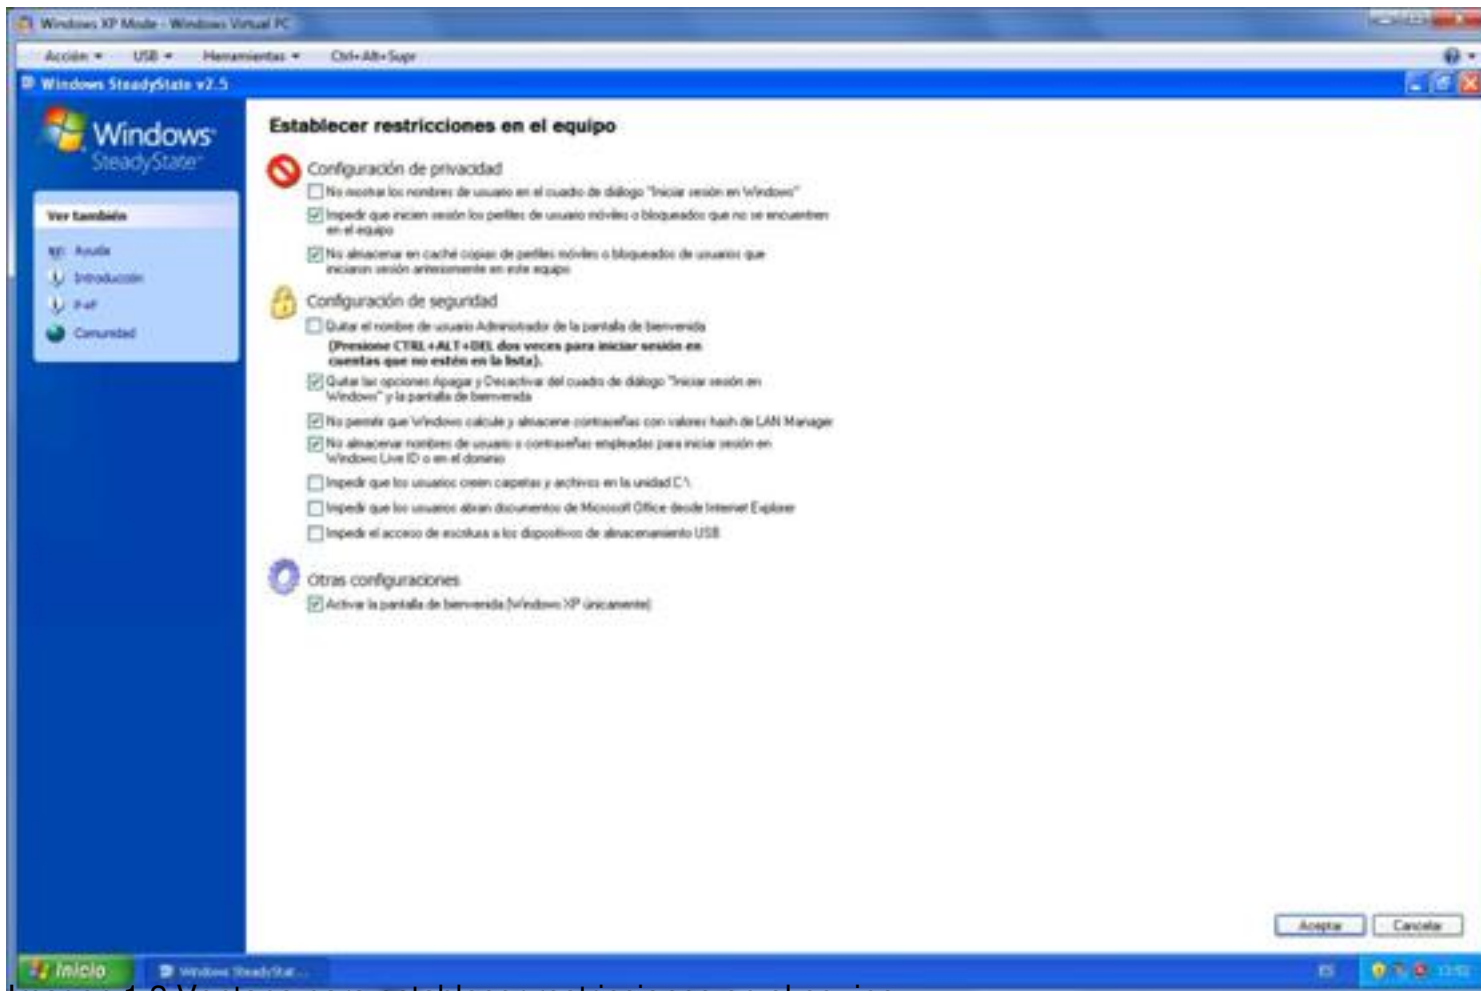 Windows XP Mode - Windows Virtual PC
Acción USB Herramientas Ctrl+Alt+Supr
Windows SteadyState v2.5
Windows
SteadyState
Ver también
Ayuda
Introducción
P+F
Comunidad
Establecer restricciones en el equipo
Configuración de privacidad
No mostrar los nombres de usuario en el cuadro de diálogo "Iniciar sesión en Windows"
Impedir que inicien sesión los perfiles de usuario móviles o bloqueados que no se encuentren
en el equipo
No almacenar en caché copias de perfiles móviles o bloqueados de usuarios que
iniciaron sesión anteriormente en este equipo
Configuración de seguridad
Quitar el nombre de usuario Administrador de la pantalla de bienvenida
(Presione CTRL+ALT+DEL dos veces para iniciar sesión en
cuentas que no estén en la lista).
Quitar las opciones Apagar y Desactivar del cuadro de diálogo "Iniciar sesión en
Windows" y la pantalla de bienvenida
No permitir que Windows calcule y almacene contraseñas con valores hash de LAN Manager
No almacenar nombres de usuario o contraseñas empleadas para iniciar sesión en
Windows Live ID o en el dominio
Impedir que los usuarios creen carpetas y archivos en la unidad C:\
Impedir que los usuarios abran documentos de Microsoft Office desde Internet Explorer
Impedir el acceso de escritura a los dispositivos de almacenamiento USB
Otras configuraciones
Activar la pantalla de bienvenida (Windows XP únicamente)
Aceptar Cancelar
Inicio Windows SteadyStat... ES